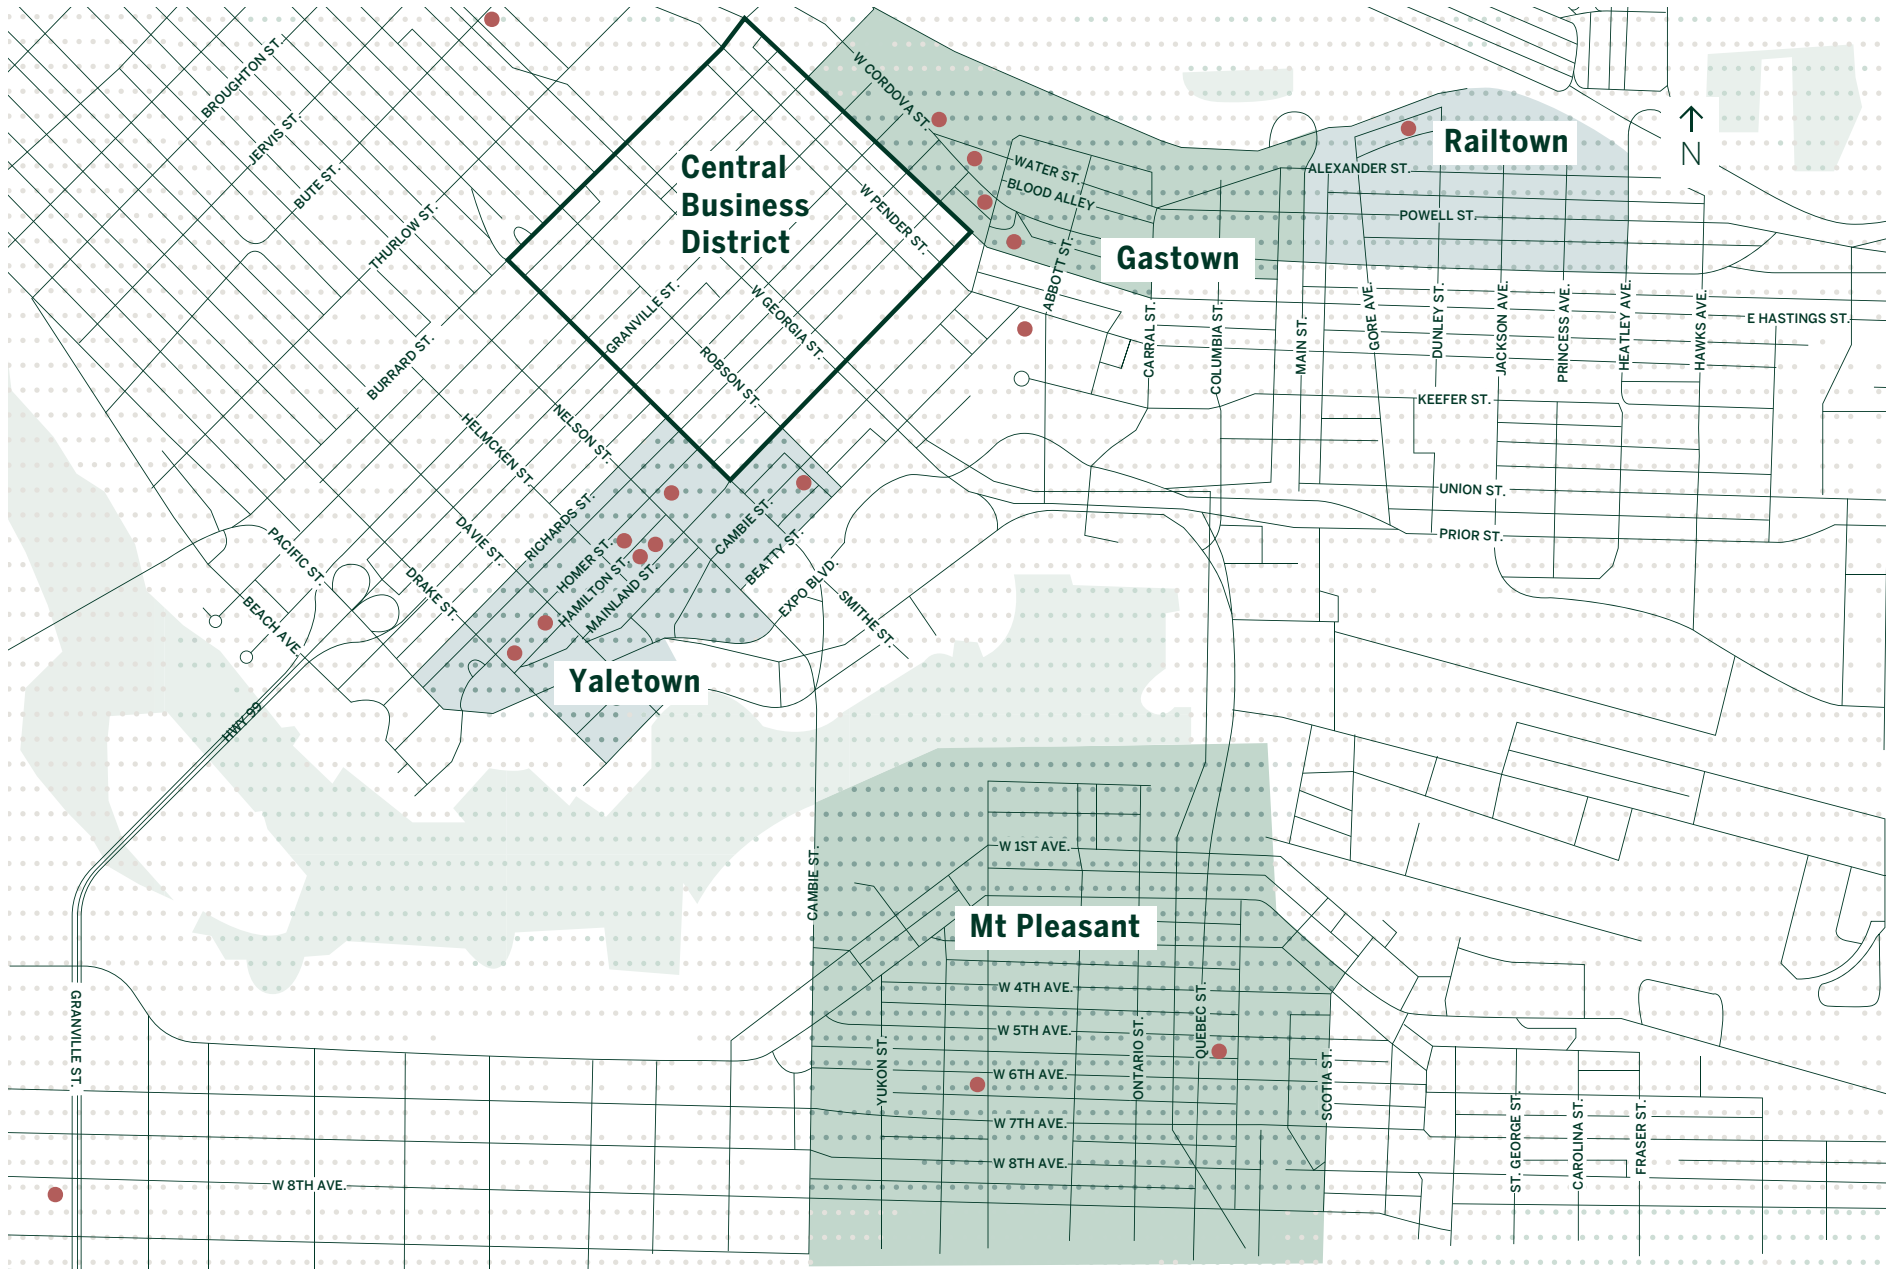 BROUGHTON ST.
JERVIS ST.
BUTE ST.
THURLOW ST.
BURRARD ST.
Central
Business
District
W CORDOVA ST.
W PENDER ST.
GRANVILLE ST.
W GEORGIA ST.
ROBSON ST.
WATER ST.
BLOOD ALLEY
Gastown
ABBOTT ST.
CARRAL ST.
COLUMBIA ST.
MAIN ST.
Railtown
N
ALEXANDER ST.
POWELL ST.
GORE AVE.
DUNLEY ST.
JACKSON AVE.
PRINCESS AVE.
HEATLEY AVE.
HAWKS AVE.
E HASTINGS ST.
KEEFER ST.
UNION ST.
PRIOR ST.
HELMCKEN ST.
NELSON ST.
DAVIE ST.
RICHARDS ST.
HOMER ST.
HAMILTON ST.
MAINLAND ST.
CAMBIE ST.
BEATTY ST.
EXPO BLVD.
SMITHE ST.
PACIFIC ST.
DRAKE ST.
BEACH AVE.
Yaletown
HWY 99
CAMBIE ST.
W 1ST AVE.
Mt Pleasant
W 4TH AVE.
W 5TH AVE.
W 6TH AVE.
W 7TH AVE.
W 8TH AVE.
YUKON ST.
ONTARIO ST.
QUEBEC ST.
SCOTIA ST.
ST. GEORGE ST.
CAROLINA ST.
FRASER ST.
GRANVILLE ST.
W 8TH AVE.